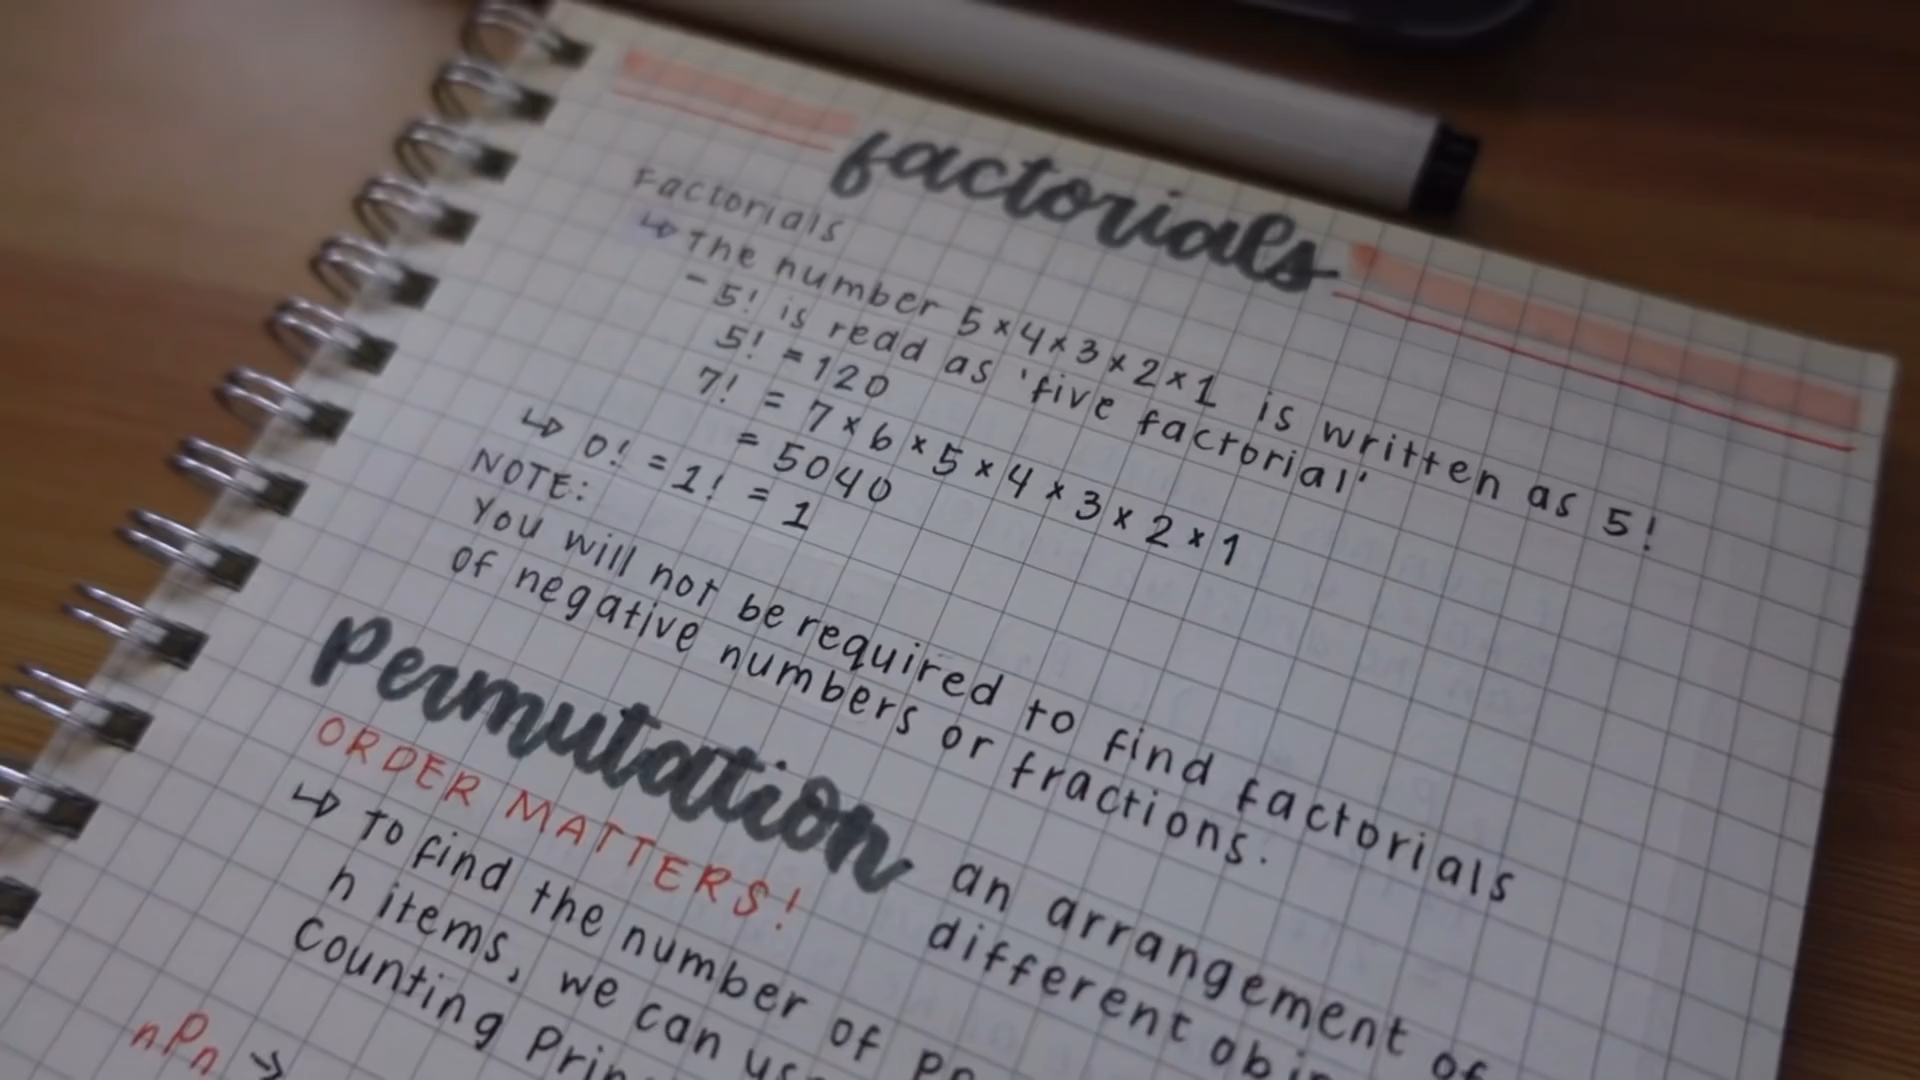 factorials
Factorials
↳ The number 5×4×3×2×1 is written as 5!
- 5! is read as 'five factorial'
5! = 120
7! = 7×6×5×4×3×2×1
= 5040
↳ 0! = 1! = 1
NOTE:
You will not be required to find factorials
of negative numbers or fractions.
Permutation
an arrangement of
different
ORDER MATTERS!
↳ To find the number of
n items, we can
Counting
nPn →